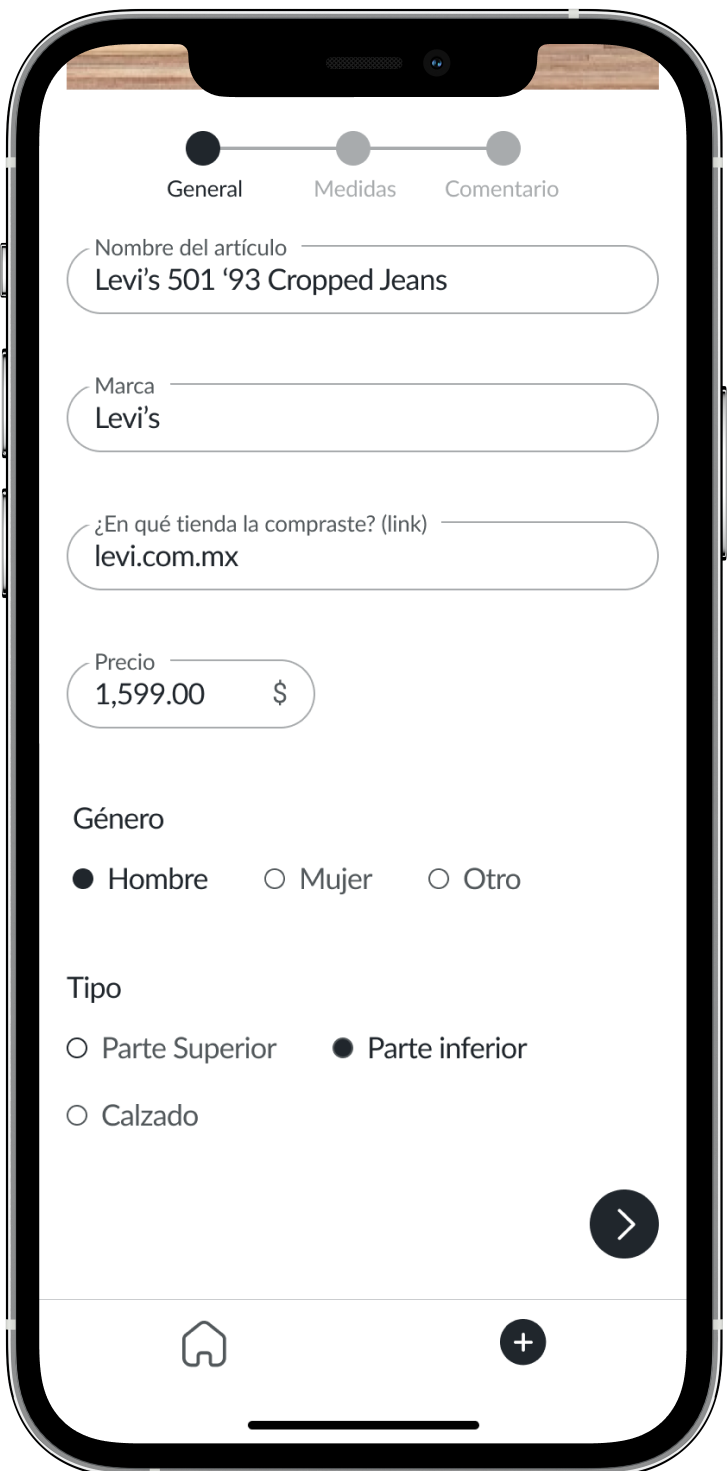 General Medidas Comentario
Nombre del artículo
Levi’s 501 ‘93 Cropped Jeans
Marca
Levi’s
¿En qué tienda la compraste? (link)
levi.com.mx
Precio
1,599.00 $
Género
Hombre Mujer Otro
Tipo
Parte Superior Parte inferior
Calzado